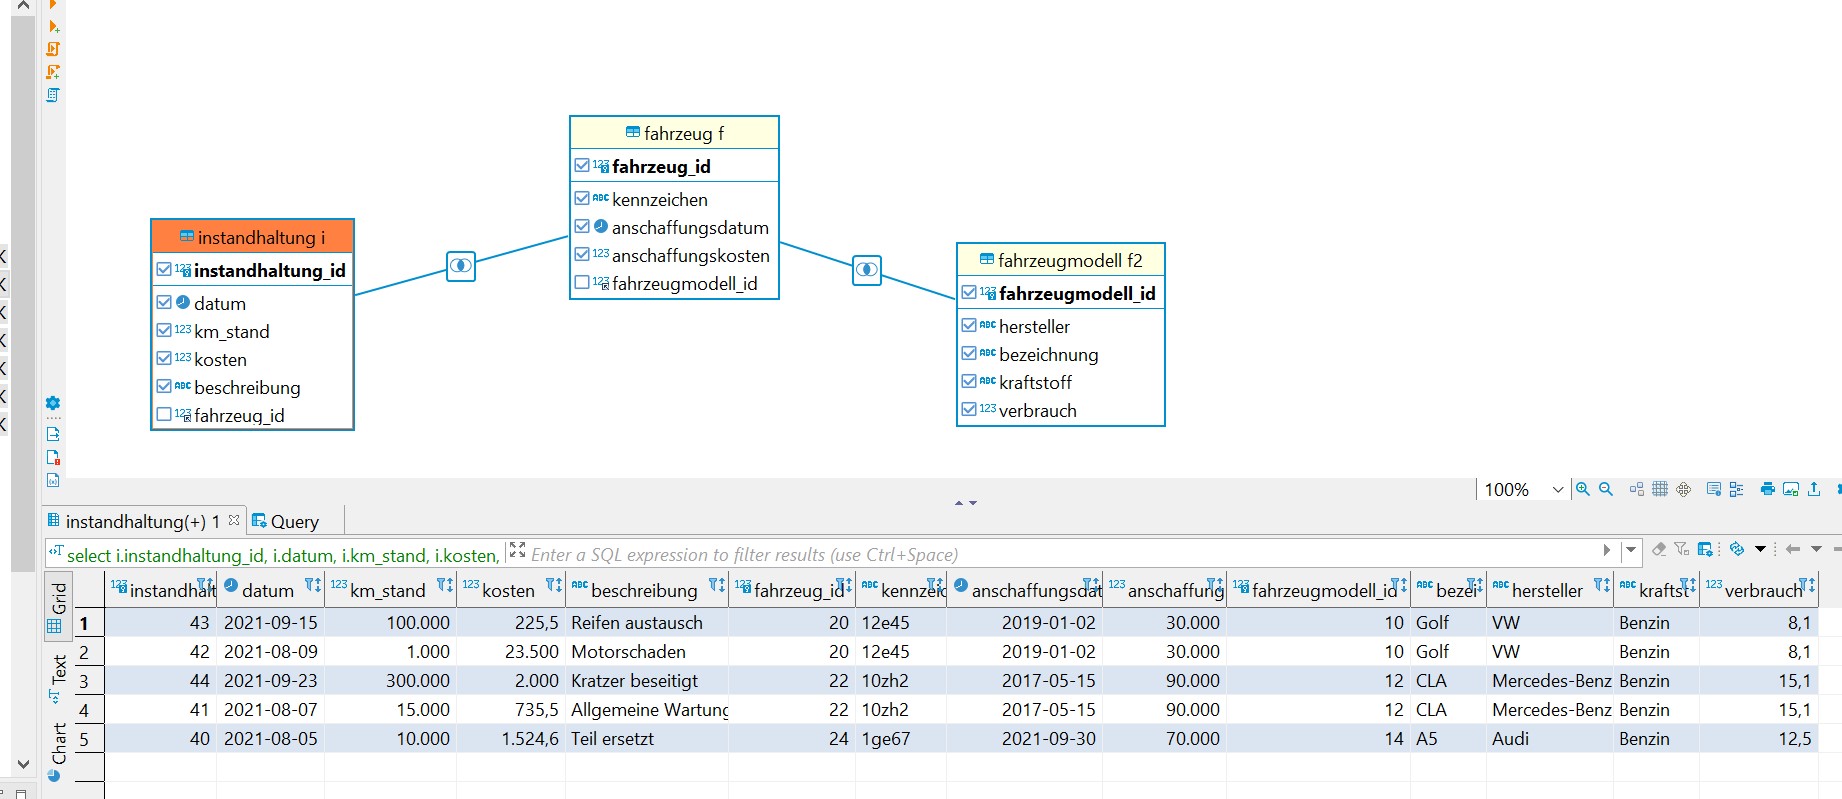 fahrzeug f
fahrzeug_id
kennzeichen
anschaffungsdatum
anschaffungskosten
fahrzeugmodell_id
instandhaltung i
instandhaltung_id
datum
km_stand
kosten
beschreibung
fahrzeug_id
fahrzeugmodell f2
fahrzeugmodell_id
hersteller
bezeichnung
kraftstoff
verbrauch
100%
instandhaltung(+) 1 Query
select i.instandhaltung_id, i.datum, i.km_stand, i.kosten, Enter a SQL expression to filter results (use Ctrl+Space)
Grid
Text
Chart
instandhalt datum km_stand kosten beschreibung fahrzeug_id kennzeic anschaffungsdat anschaffung fahrzeugmodell_id bezei hersteller kraftst verbrauch
1 43 2021-09-15 100.000 225,5 Reifen austausch 20 12e45 2019-01-02 30.000 10 Golf VW Benzin 8,1
2 42 2021-08-09 1.000 23.500 Motorschaden 20 12e45 2019-01-02 30.000 10 Golf VW Benzin 8,1
3 44 2021-09-23 300.000 2.000 Kratzer beseitigt 22 10zh2 2017-05-15 90.000 12 CLA Mercedes-Benz Benzin 15,1
4 41 2021-08-07 15.000 735,5 Allgemeine Wartung 22 10zh2 2017-05-15 90.000 12 CLA Mercedes-Benz Benzin 15,1
5 40 2021-08-05 10.000 1.524,6 Teil ersetzt 24 1ge67 2021-09-30 70.000 14 A5 Audi Benzin 12,5